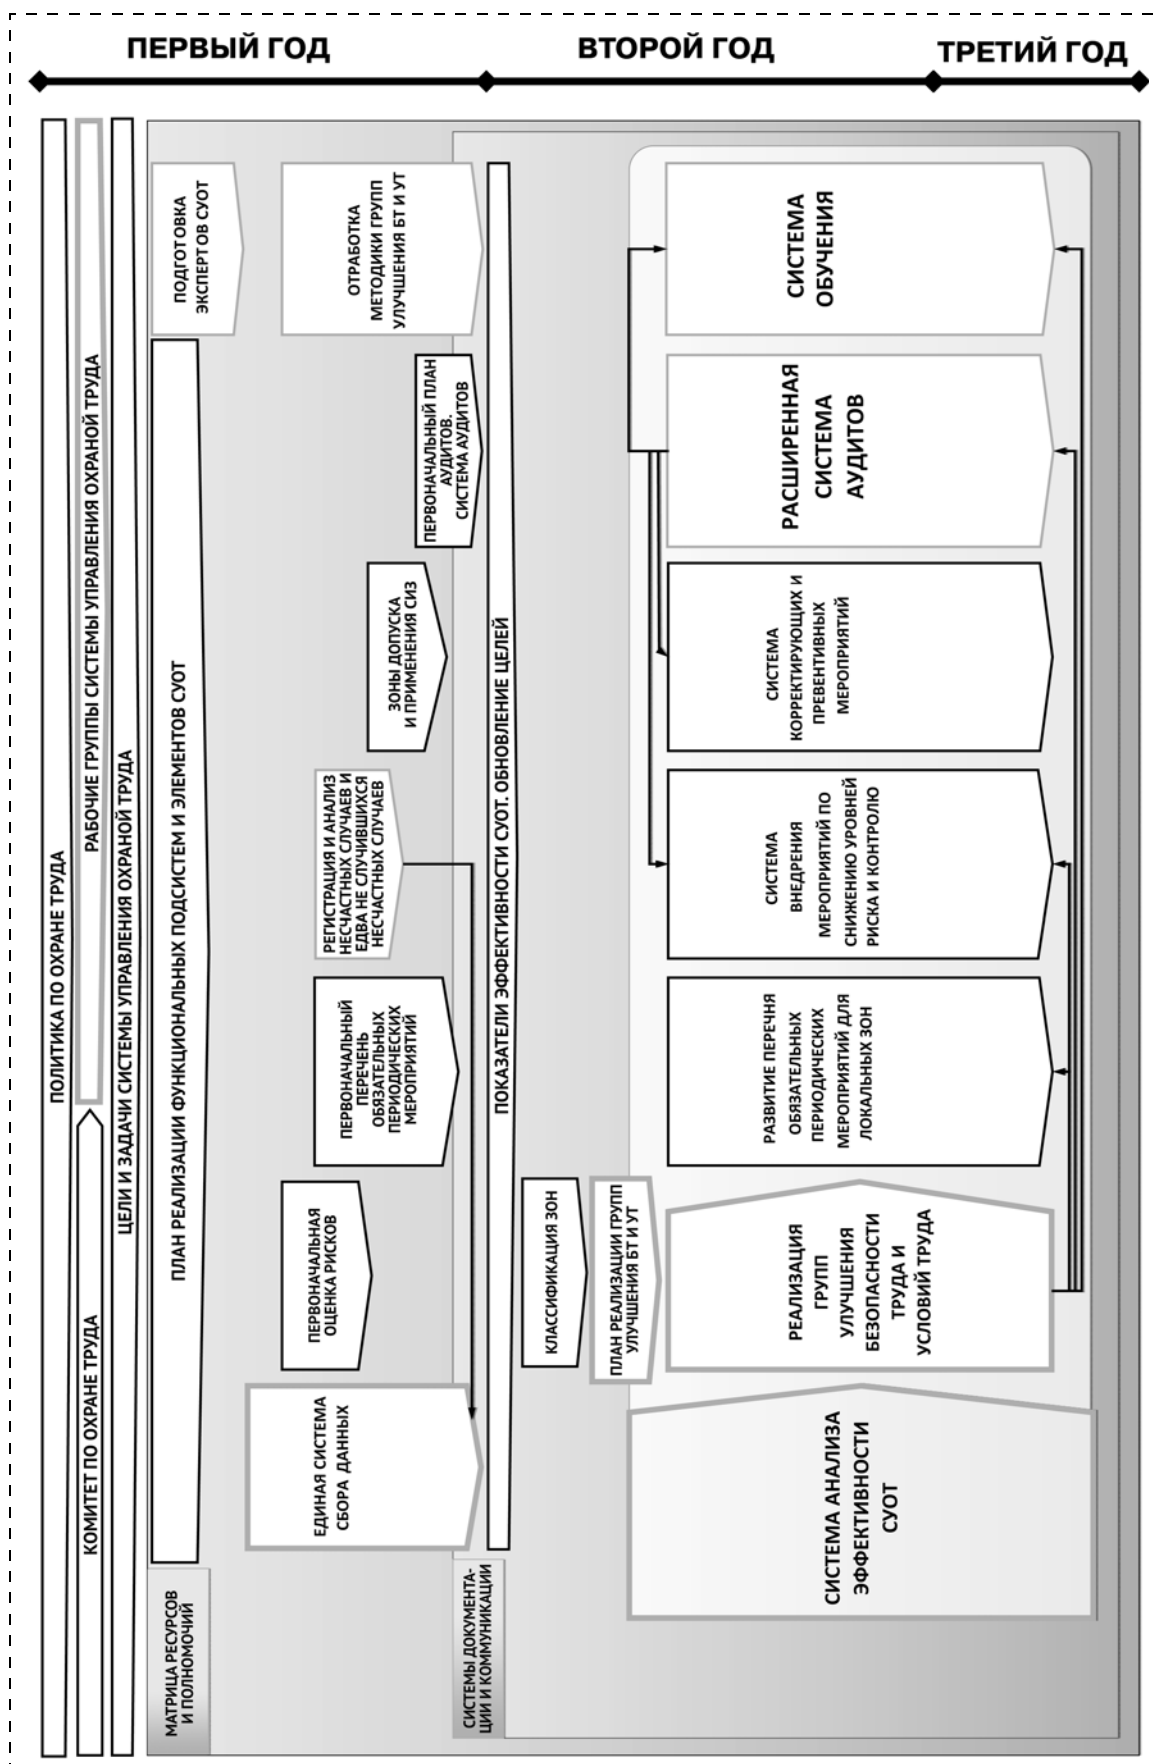 ПЕРВЫЙ ГОД
ВТОРОЙ ГОД
ТРЕТИЙ ГОД
ПОЛИТИКА ПО ОХРАНЕ ТРУДА
КОМИТЕТ ПО ОХРАНЕ ТРУДА
РАБОЧИЕ ГРУППЫ СИСТЕМЫ УПРАВЛЕНИЯ ОХРАНОЙ ТРУДА
ЦЕЛИ И ЗАДАЧИ СИСТЕМЫ УПРАВЛЕНИЯ ОХРАНОЙ ТРУДА
МАТРИЦА РЕСУРСОВ
И ПОЛНОМОЧИЙ
ПЛАН РЕАЛИЗАЦИИ ФУНКЦИОНАЛЬНЫХ ПОДСИСТЕМ И ЭЛЕМЕНТОВ СУОТ
ПОДГОТОВКА
ЭКСПЕРТОВ СУОТ
ЕДИНАЯ СИСТЕМА
СБОРА ДАННЫХ
ПЕРВОНАЧАЛЬНАЯ
ОЦЕНКА РИСКОВ
ПЕРВОНАЧАЛЬНЫЙ
ПЕРЕЧЕНЬ
ОБЯЗАТЕЛЬНЫХ
ПЕРИОДИЧЕСКИХ
МЕРОПРИЯТИЙ
РЕГИСТРАЦИЯ И АНАЛИЗ
НЕСЧАСТНЫХ СЛУЧАЕВ И
ЕДВА НЕ СЛУЧИВШИХСЯ
НЕСЧАСТНЫХ СЛУЧАЕВ
ЗОНЫ ДОПУСКА
И ПРИМЕНЕНИЯ СИЗ
ПЕРВОНАЧАЛЬНЫЙ ПЛАН
АУДИТОВ.
СИСТЕМА АУДИТОВ
ОТРАБОТКА
МЕТОДИКИ ГРУПП
УЛУЧШЕНИЯ БТ И УТ
СИСТЕМЫ ДОКУМЕНТА-
ЦИИ И КОММУНИКАЦИИ
ПОКАЗАТЕЛИ ЭФФЕКТИВНОСТИ СУОТ. ОБНОВЛЕНИЕ ЦЕЛЕЙ
КЛАССИФИКАЦИЯ ЗОН
ПЛАН РЕАЛИЗАЦИИ ГРУПП
УЛУЧШЕНИЯ БТ И УТ
СИСТЕМА АНАЛИЗА
ЭФФЕКТИВНОСТИ
СУОТ
РЕАЛИЗАЦИЯ
ГРУПП
УЛУЧШЕНИЯ
БЕЗОПАСНОСТИ
ТРУДА И
УСЛОВИЙ ТРУДА
РАЗВИТИЕ ПЕРЕЧНЯ
ОБЯЗАТЕЛЬНЫХ
ПЕРИОДИЧЕСКИХ
МЕРОПРИЯТИЙ ДЛЯ
ЛОКАЛЬНЫХ ЗОН
СИСТЕМА
ВНЕДРЕНИЯ
МЕРОПРИЯТИЙ ПО
СНИЖЕНИЮ УРОВНЕЙ
РИСКА И КОНТРОЛЮ
СИСТЕМА
КОРРЕКТИРУЮЩИХ И
ПРЕВЕНТИВНЫХ
МЕРОПРИЯТИЙ
РАСШИРЕННАЯ
СИСТЕМА
АУДИТОВ
СИСТЕМА
ОБУЧЕНИЯ